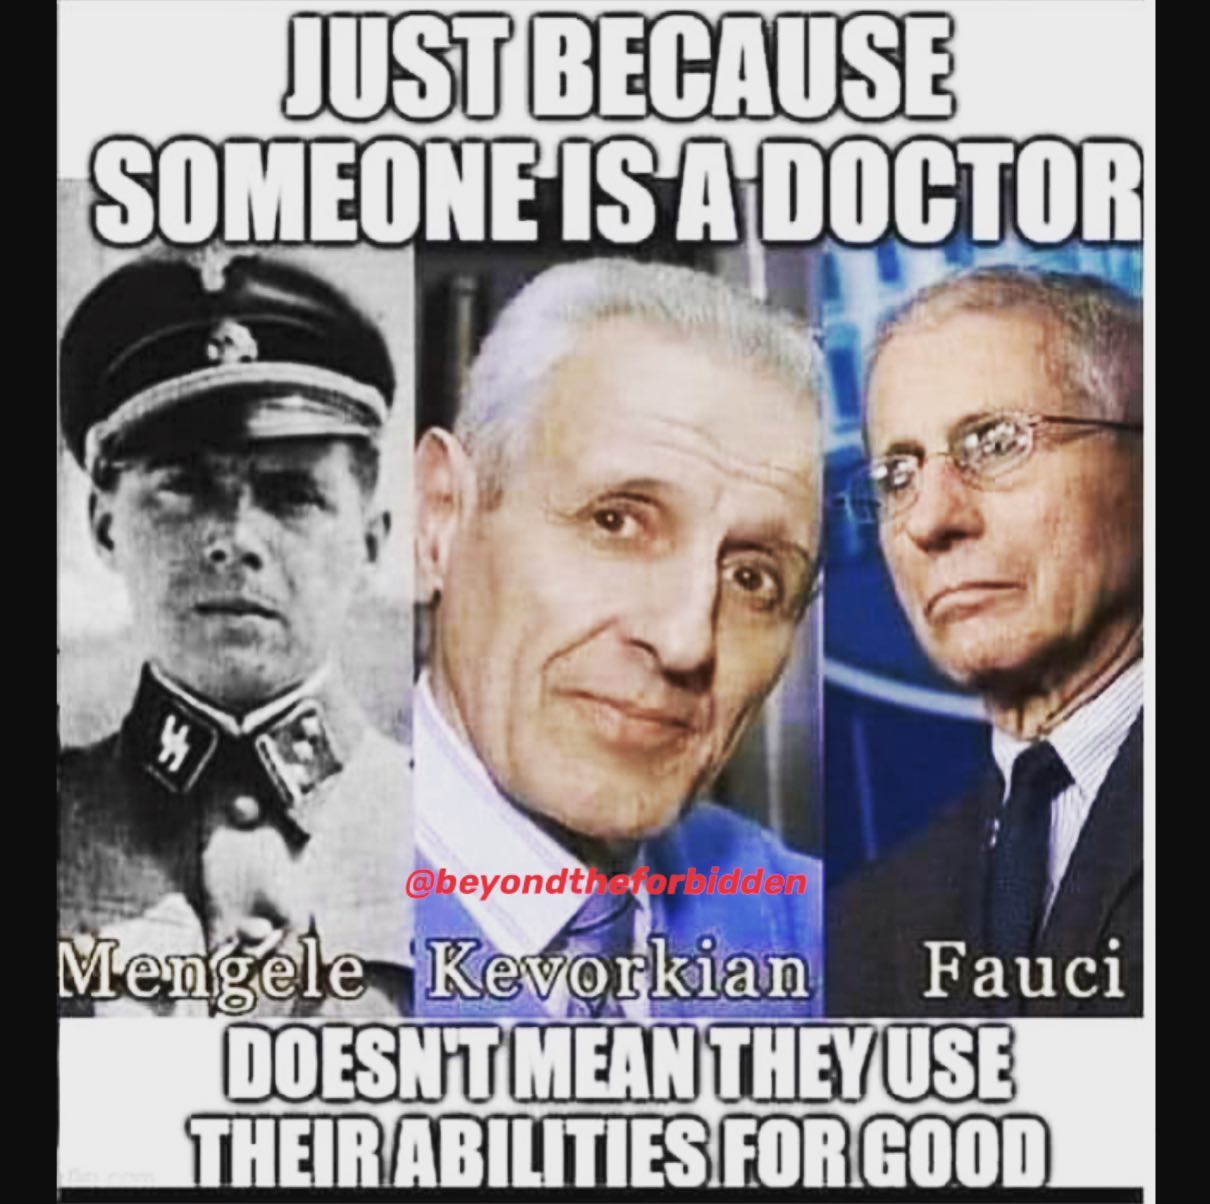 JUST BECAUSE
SOMEONE IS A DOCTOR
@beyondtheforbidden
Mengele Kevorkian Fauci
DOESN'T MEAN THEY USE
THEIR ABILITIES FOR GOOD